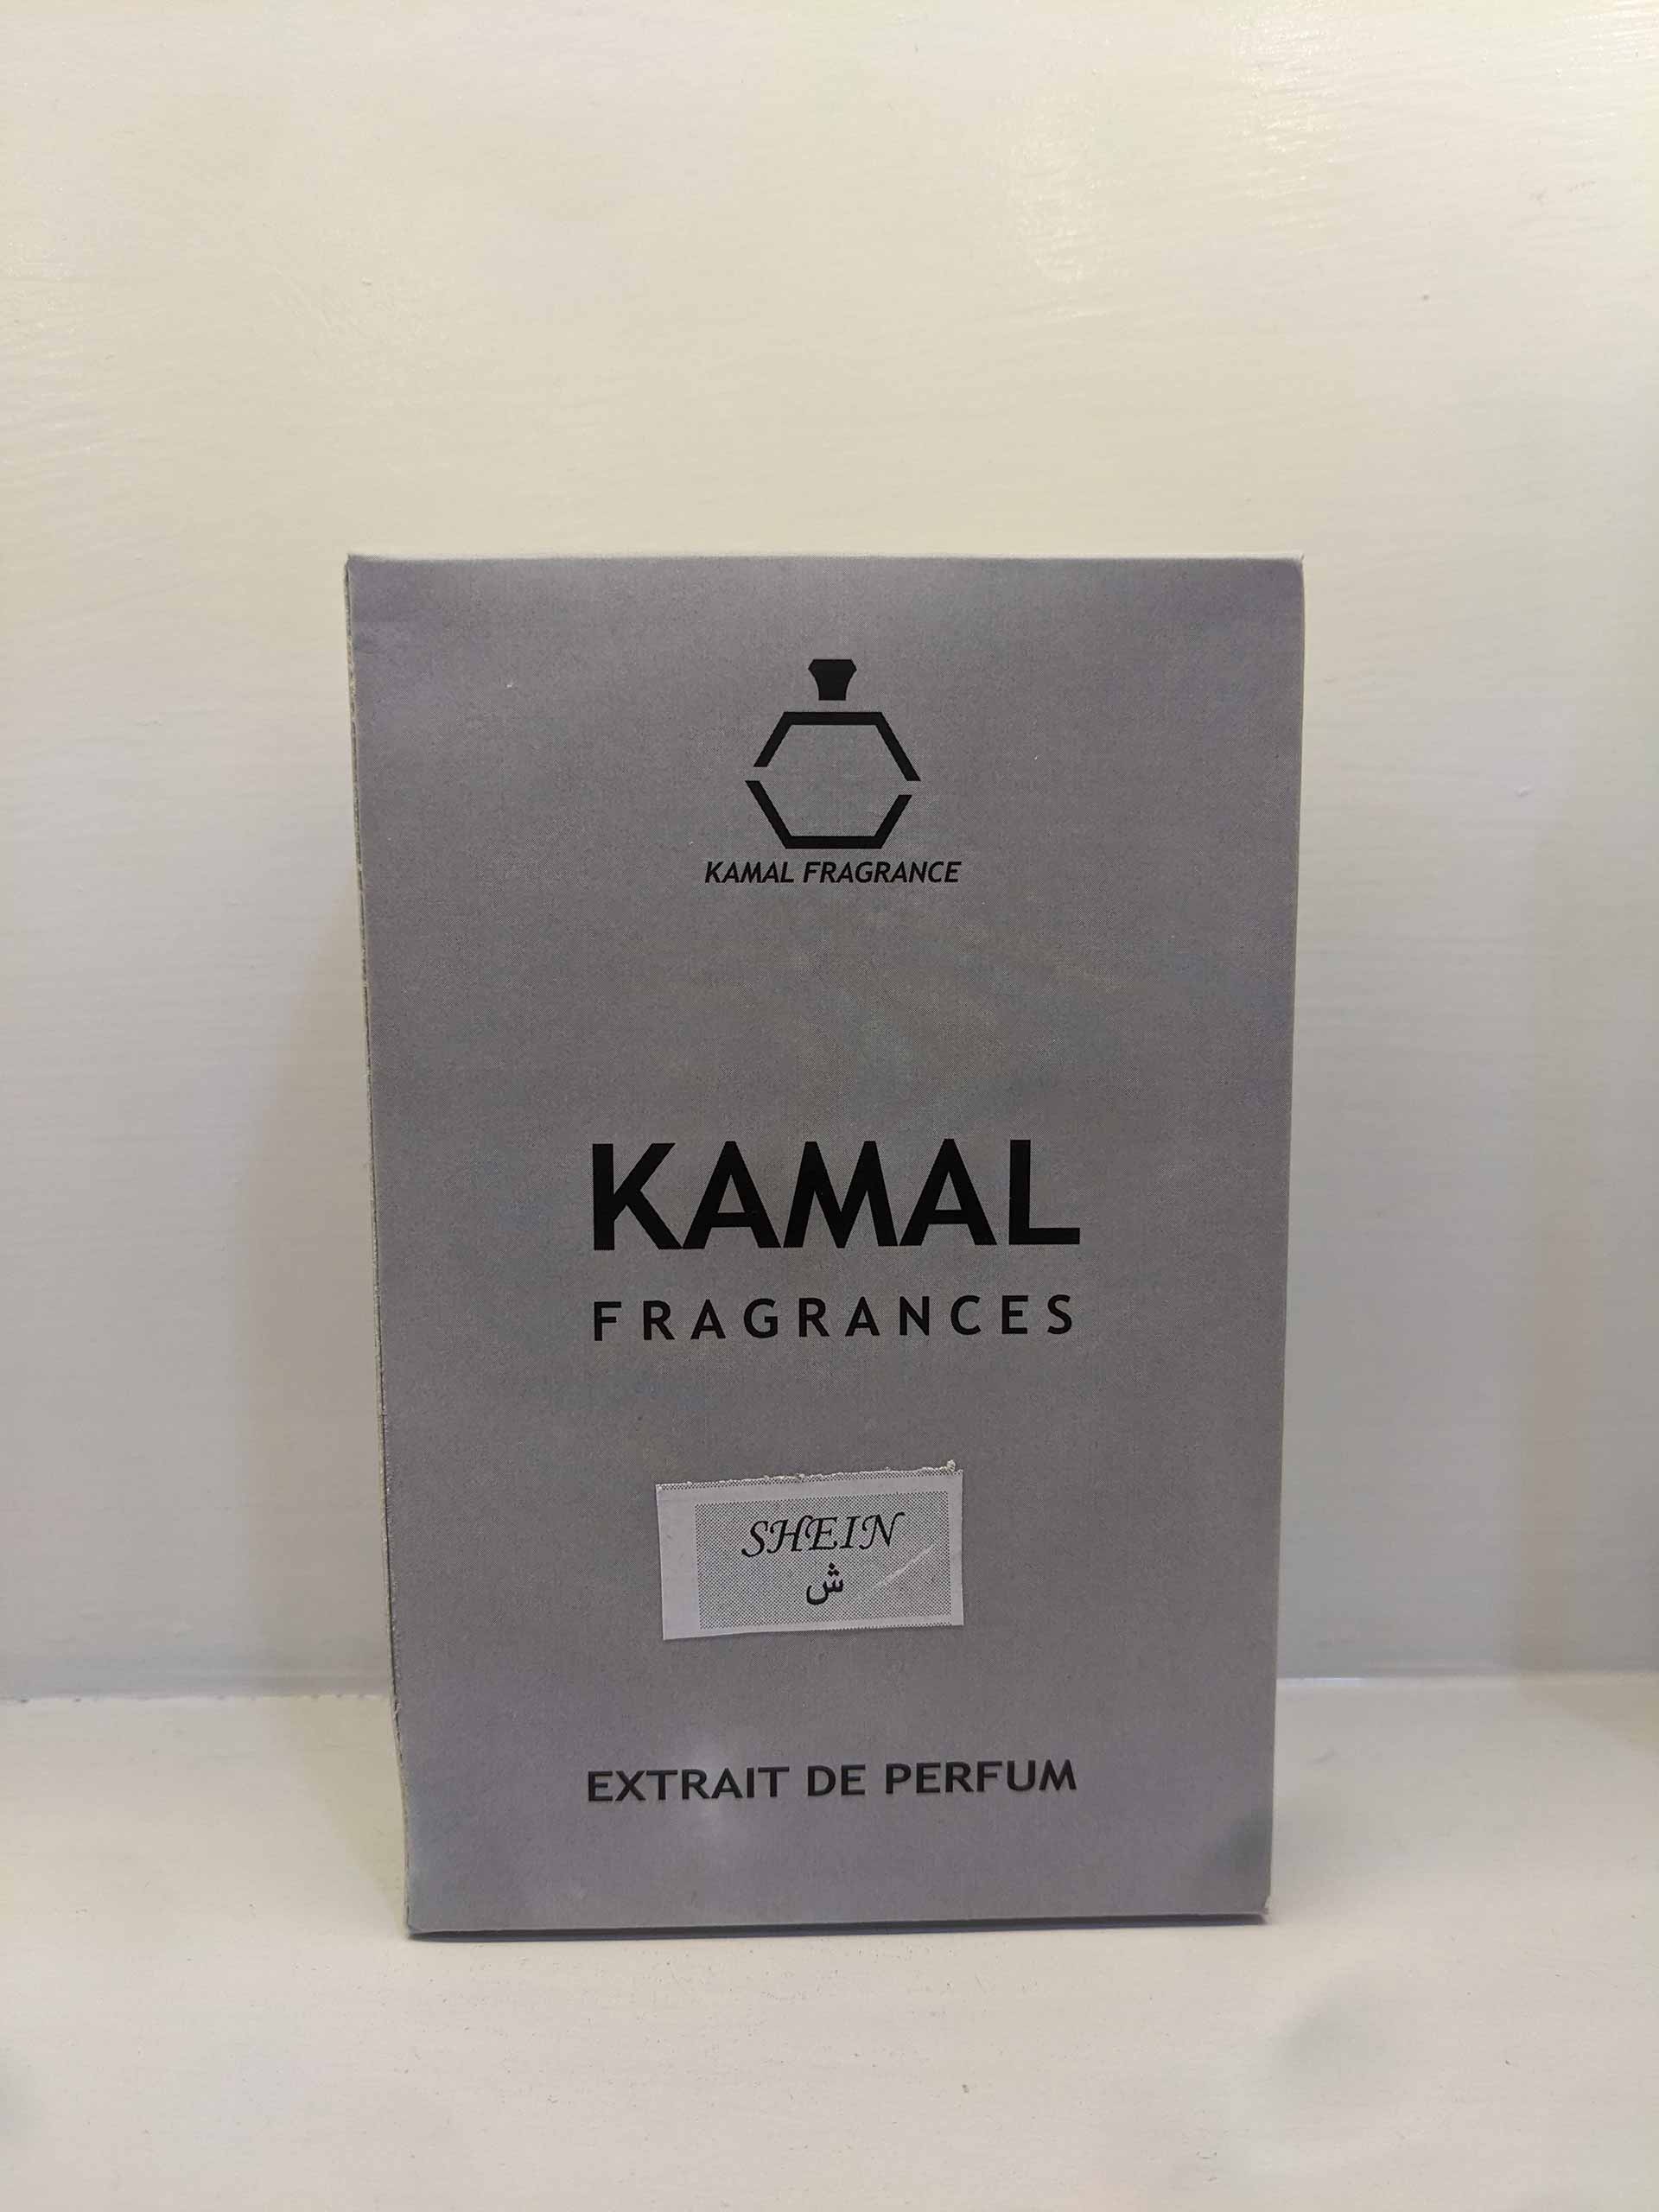 KAMAL FRAGRANCE
KAMAL
FRAGRANCES
SHEIN
ش
EXTRAIT DE PERFUM